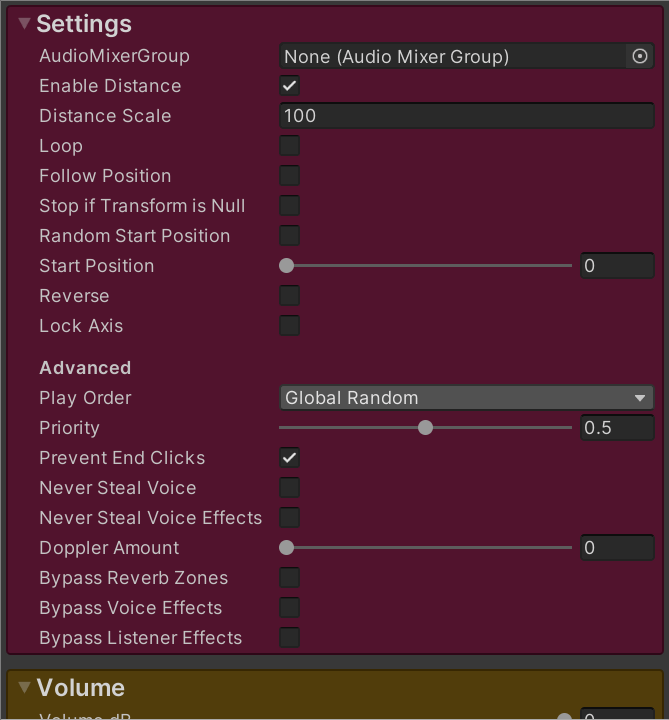 Settings
AudioMixerGroup None (Audio Mixer Group)
Enable Distance
Distance Scale 100
Loop
Follow Position
Stop if Transform is Null
Random Start Position
Start Position 0
Reverse
Lock Axis
Advanced
Play Order Global Random
Priority 0.5
Prevent End Clicks
Never Steal Voice
Never Steal Voice Effects
Doppler Amount 0
Bypass Reverb Zones
Bypass Voice Effects
Bypass Listener Effects
Volume
Volume dB 0